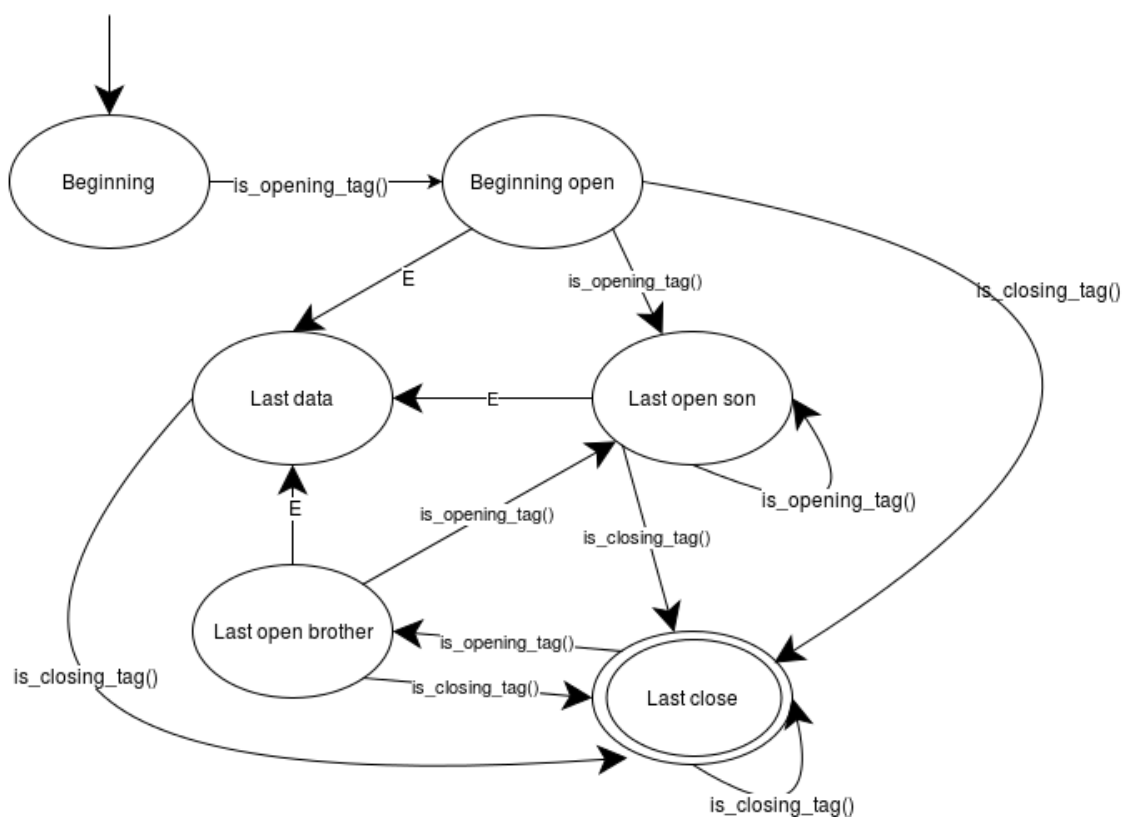 Beginning
is_opening_tag()
Beginning open
E
is_opening_tag()
is_closing_tag()
Last data
E
Last open son
E
is_opening_tag()
is_opening_tag()
is_closing_tag()
Last open brother
is_opening_tag()
is_closing_tag()
is_closing_tag()
Last close
is_closing_tag()